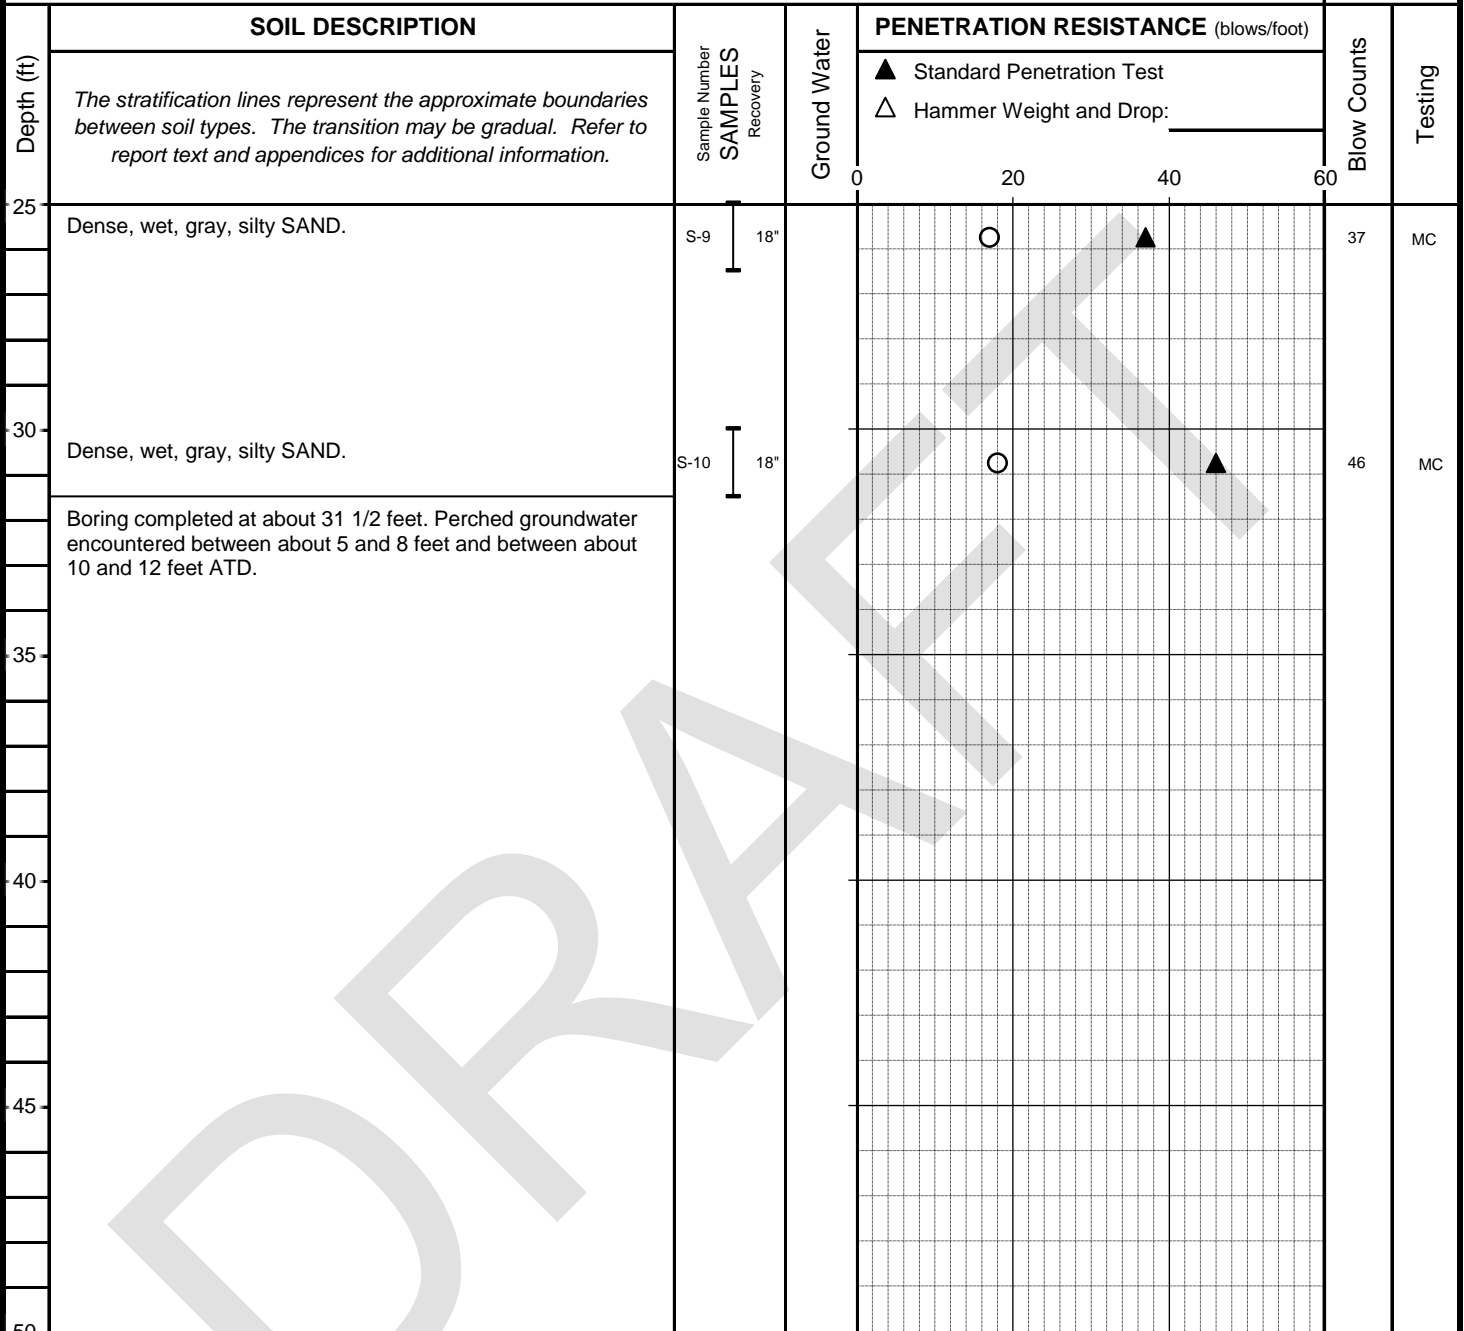 SOIL DESCRIPTION
The stratification lines represent the approximate boundaries
between soil types. The transition may be gradual. Refer to
report text and appendices for additional information.
Depth (ft)
Sample Number
SAMPLES
Recovery
Ground Water
PENETRATION RESISTANCE (blows/foot)
▲ Standard Penetration Test
△ Hammer Weight and Drop:
0 20 40 60
Blow Counts
Testing
25
Dense, wet, gray, silty SAND.
S-9 18" 37 MC
30
Dense, wet, gray, silty SAND.
S-10 18" 46 MC
Boring completed at about 31 1/2 feet. Perched groundwater
encountered between about 5 and 8 feet and between about
10 and 12 feet ATD.
35
40
45
50
DRAFT